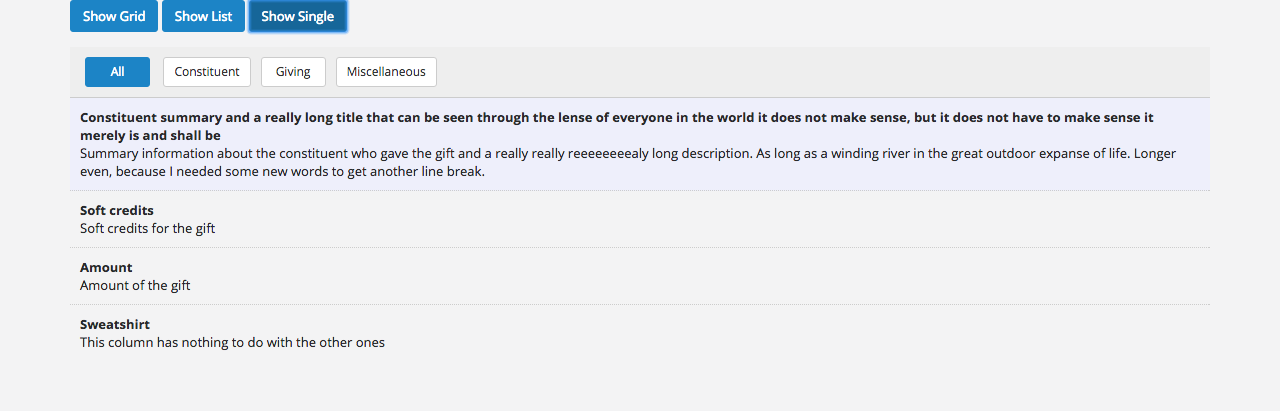 Show Grid Show List Show Single
All Constituent Giving Miscellaneous
Constituent summary and a really long title that can be seen through the lense of everyone in the world it does not make sense, but it does not have to make sense it
merely is and shall be
Summary information about the constituent who gave the gift and a really really reeeeeeeealy long description. As long as a winding river in the great outdoor expanse of life. Longer
even, because I needed some new words to get another line break.
Soft credits
Soft credits for the gift
Amount
Amount of the gift
Sweatshirt
This column has nothing to do with the other ones